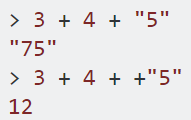 > 3 + 4 + "5"
"75"
> 3 + 4 + +"5"
12